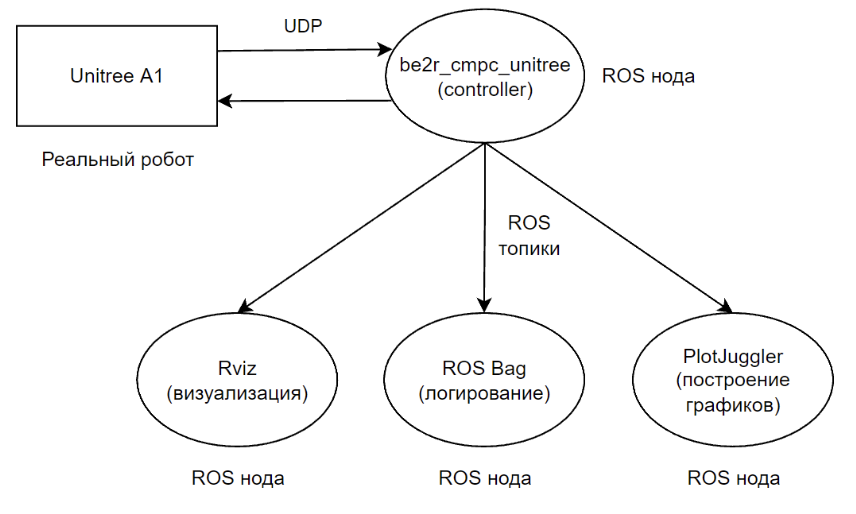 UDP
Unitree A1
be2r_cmpc_unitree
(controller)
ROS нода
Реальный робот
ROS
топики
Rviz
(визуализация)
ROS Bag
(логирование)
PlotJuggler
(построение
графиков)
ROS нода
ROS нода
ROS нода